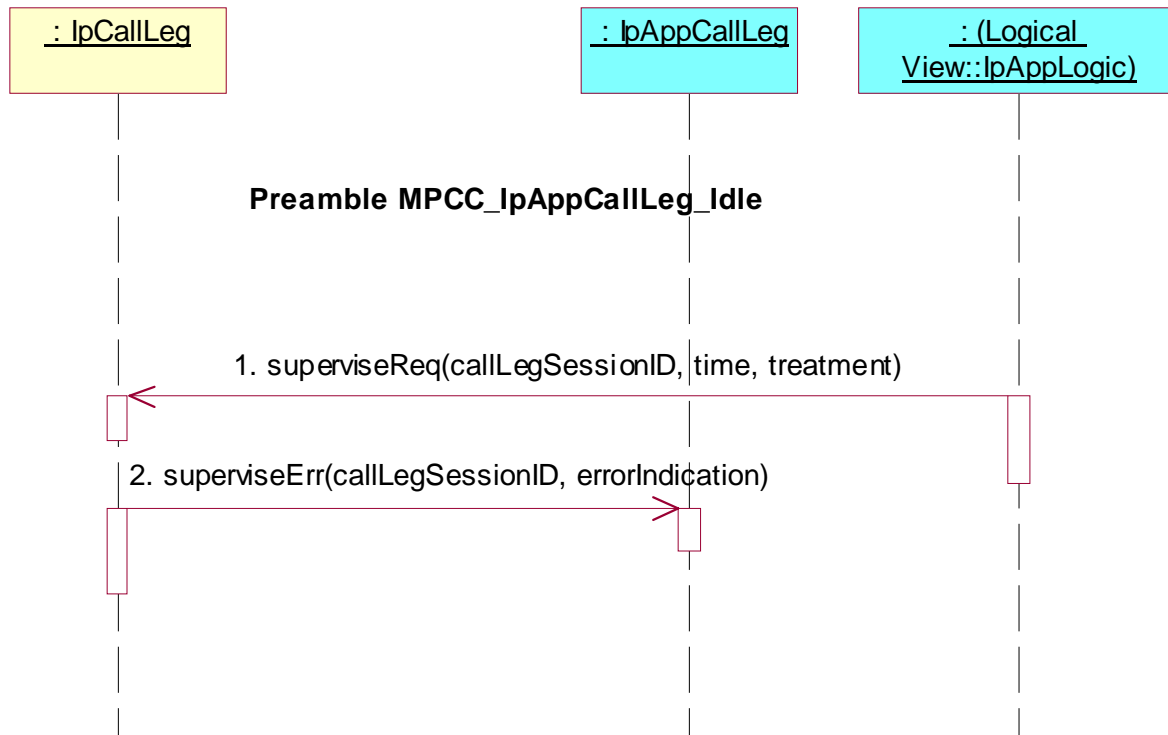 : IpCallLeg
: IpAppCallLeg
: (Logical
View::IpAppLogic)
Preamble MPCC_IpAppCallLeg_Idle
1. superviseReq(callLegSessionID, time, treatment)
2. superviseErr(callLegSessionID, errorIndication)